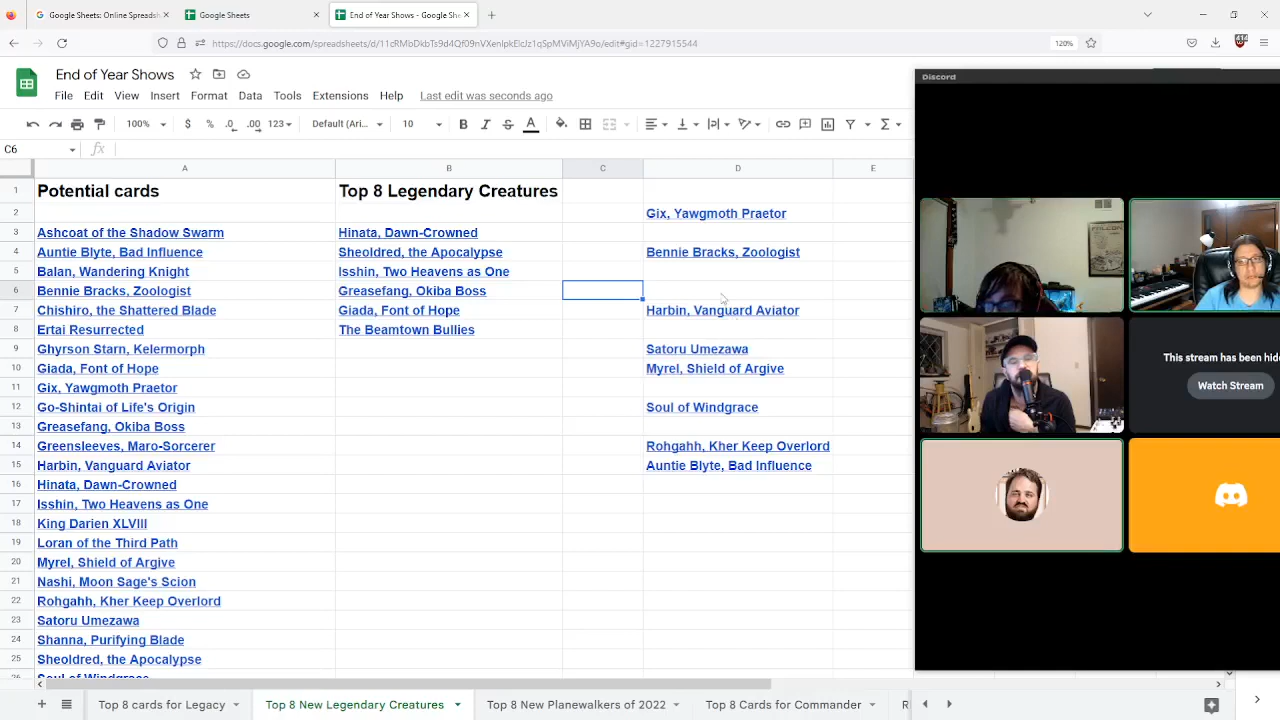 Google Sheets: Online Spreads
Google Sheets
End of Year Shows - Google She
https://docs.google.com/spreadsheets/d/11cRMbDkbTs9d4Qf09nVXenlpkElcJz1qSpMViMjYA9o/edit#gid=1227915544
120%
414
End of Year Shows
File Edit View Insert Format Data Tools Extensions Help Last edit was seconds ago
100% $ % .0 .00 123 Default (Ari... 10 B I S A
C6 fx
Discord
A B C D E
1 Potential cards Top 8 Legendary Creatures
2 Gix, Yawgmoth Praetor
3 Ashcoat of the Shadow Swarm Hinata, Dawn-Crowned
4 Auntie Blyte, Bad Influence Sheoldred, the Apocalypse Bennie Bracks, Zoologist
5 Balan, Wandering Knight Isshin, Two Heavens as One
6 Bennie Bracks, Zoologist Greasefang, Okiba Boss
7 Chishiro, the Shattered Blade Giada, Font of Hope Harbin, Vanguard Aviator
8 Ertai Resurrected The Beamtown Bullies
9 Ghyrson Starn, Kelermorph Satoru Umezawa
10 Giada, Font of Hope Myrel, Shield of Argive
11 Gix, Yawgmoth Praetor
12 Go-Shintai of Life's Origin Soul of Windgrace
13 Greasefang, Okiba Boss
14 Greensleeves, Maro-Sorcerer Rohgahh, Kher Keep Overlord
15 Harbin, Vanguard Aviator Auntie Blyte, Bad Influence
16 Hinata, Dawn-Crowned
17 Isshin, Two Heavens as One
18 King Darien XLVIII
19 Loran of the Third Path
20 Myrel, Shield of Argive
21 Nashi, Moon Sage's Scion
22 Rohgahh, Kher Keep Overlord
23 Satoru Umezawa
24 Shanna, Purifying Blade
25 Sheoldred, the Apocalypse
26 Soul of Windgrace
This stream has been hid
Watch Stream
Top 8 cards for Legacy Top 8 New Legendary Creatures Top 8 New Planewalkers of 2022 Top 8 Cards for Commander R